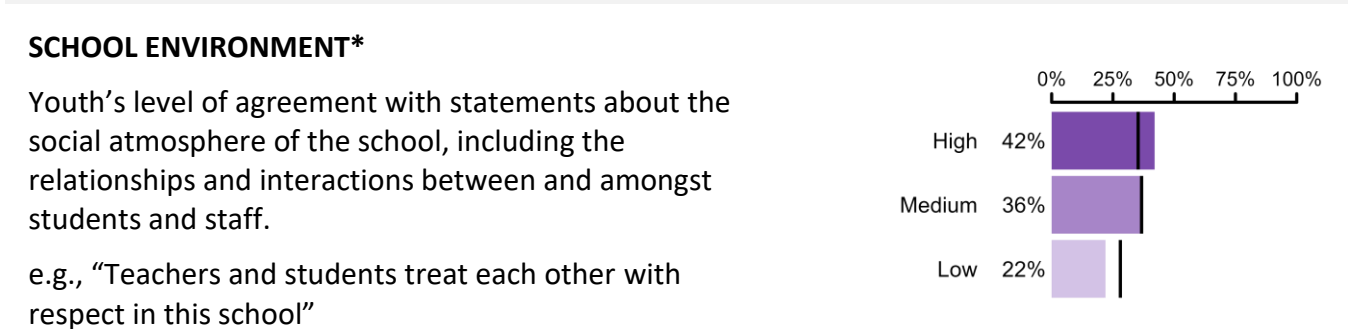 SCHOOL ENVIRONMENT*
Youth’s level of agreement with statements about the
social atmosphere of the school, including the
relationships and interactions between and amongst
students and staff.
e.g., “Teachers and students treat each other with
respect in this school”
0% 25% 50% 75% 100%
High 42%
Medium 36%
Low 22%